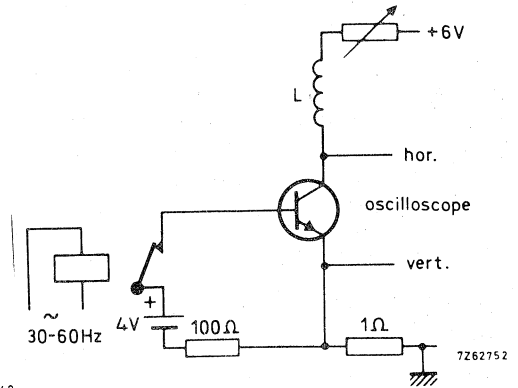 +6V
L
hor.
oscilloscope
vert.
+
4V
100Ω
1Ω
~
30-60Hz
7Z62752